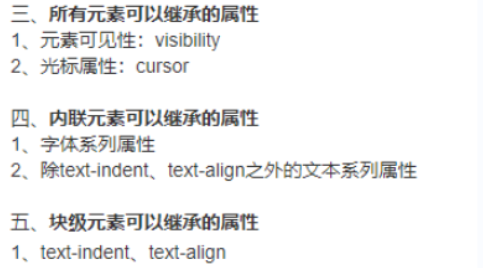 三、所有元素可以继承的属性
1、元素可见性：visibility
2、光标属性：cursor
四、内联元素可以继承的属性
1、字体系列属性
2、除text-indent、text-align之外的文本系列属性
五、块级元素可以继承的属性
1、text-indent、text-align